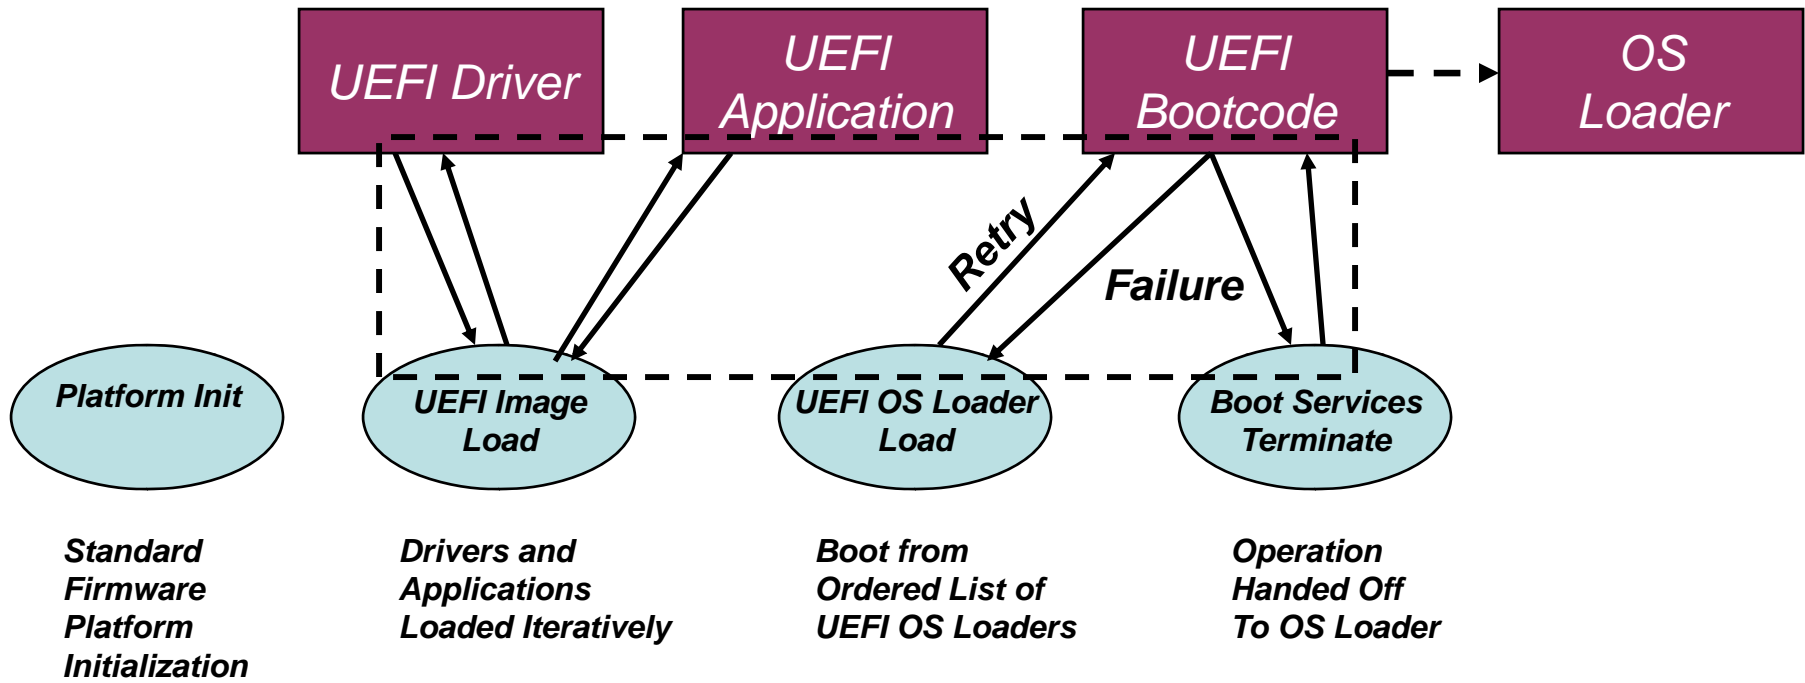 UEFI Driver
UEFI
Application
UEFI
Bootcode
OS
Loader
Retry
Failure
Platform Init
UEFI Image
Load
UEFI OS Loader
Load
Boot Services
Terminate
Standard
Firmware
Platform
Initialization
Drivers and
Applications
Loaded Iteratively
Boot from
Ordered List of
UEFI OS Loaders
Operation
Handed Off
To OS Loader